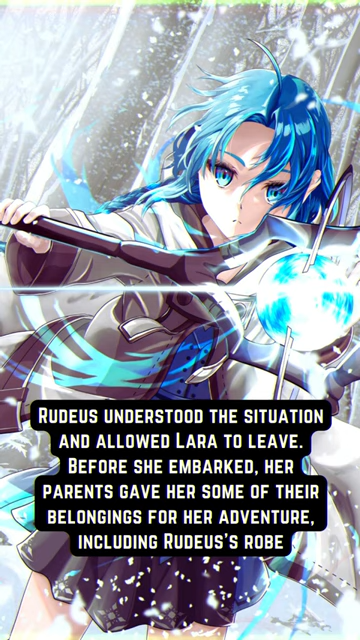 Rudeus understood the situation
and allowed Lara to leave.
Before she embarked, her
parents gave her some of their
belongings for her adventure,
including Rudeus's robe